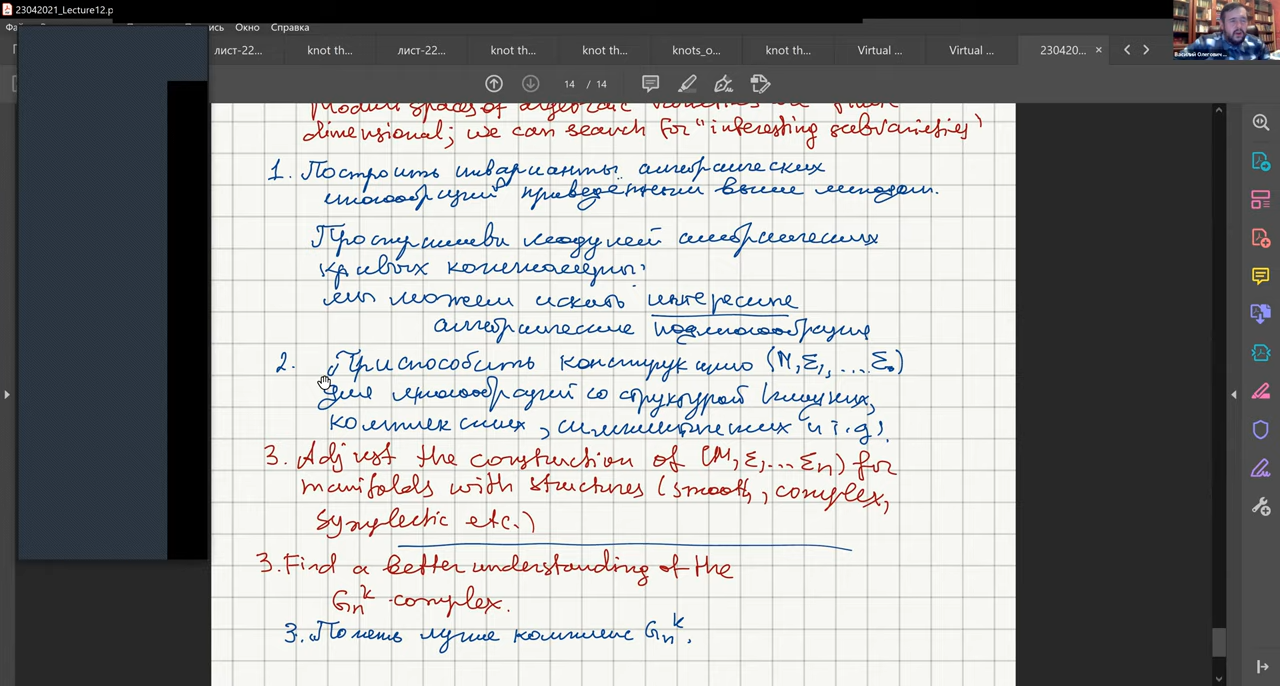 23042021_Lecture12.p
Окно Справка
лист-22... knot th... лист-22... knot th... knot th... knots_o... knot th... Virtual ... Virtual ... 230420... ×
14 / 14
dimensional; we can search for "interesting subvarieties"
1. Построить инварианты алгебраических
многообразий приведённым выше методом.
Пространства модулей алгебраических
кривых конечномерны:
мы можем искать интересные
алгебраические подмногообразия
2. Приспособить конструкцию (M, Σ₁, ... Σₙ)
для многообразий со структурой (гладких,
комплексных, симплектических и т.д).
3. Adjust the construction of (M, Σ, ... Σn) for
manifolds with structures (smooth, complex,
symplectic etc.)
3. Find a better understanding of the
Gₙᵏ complex.
3. Понять лучше комплекс Gₙᵏ.